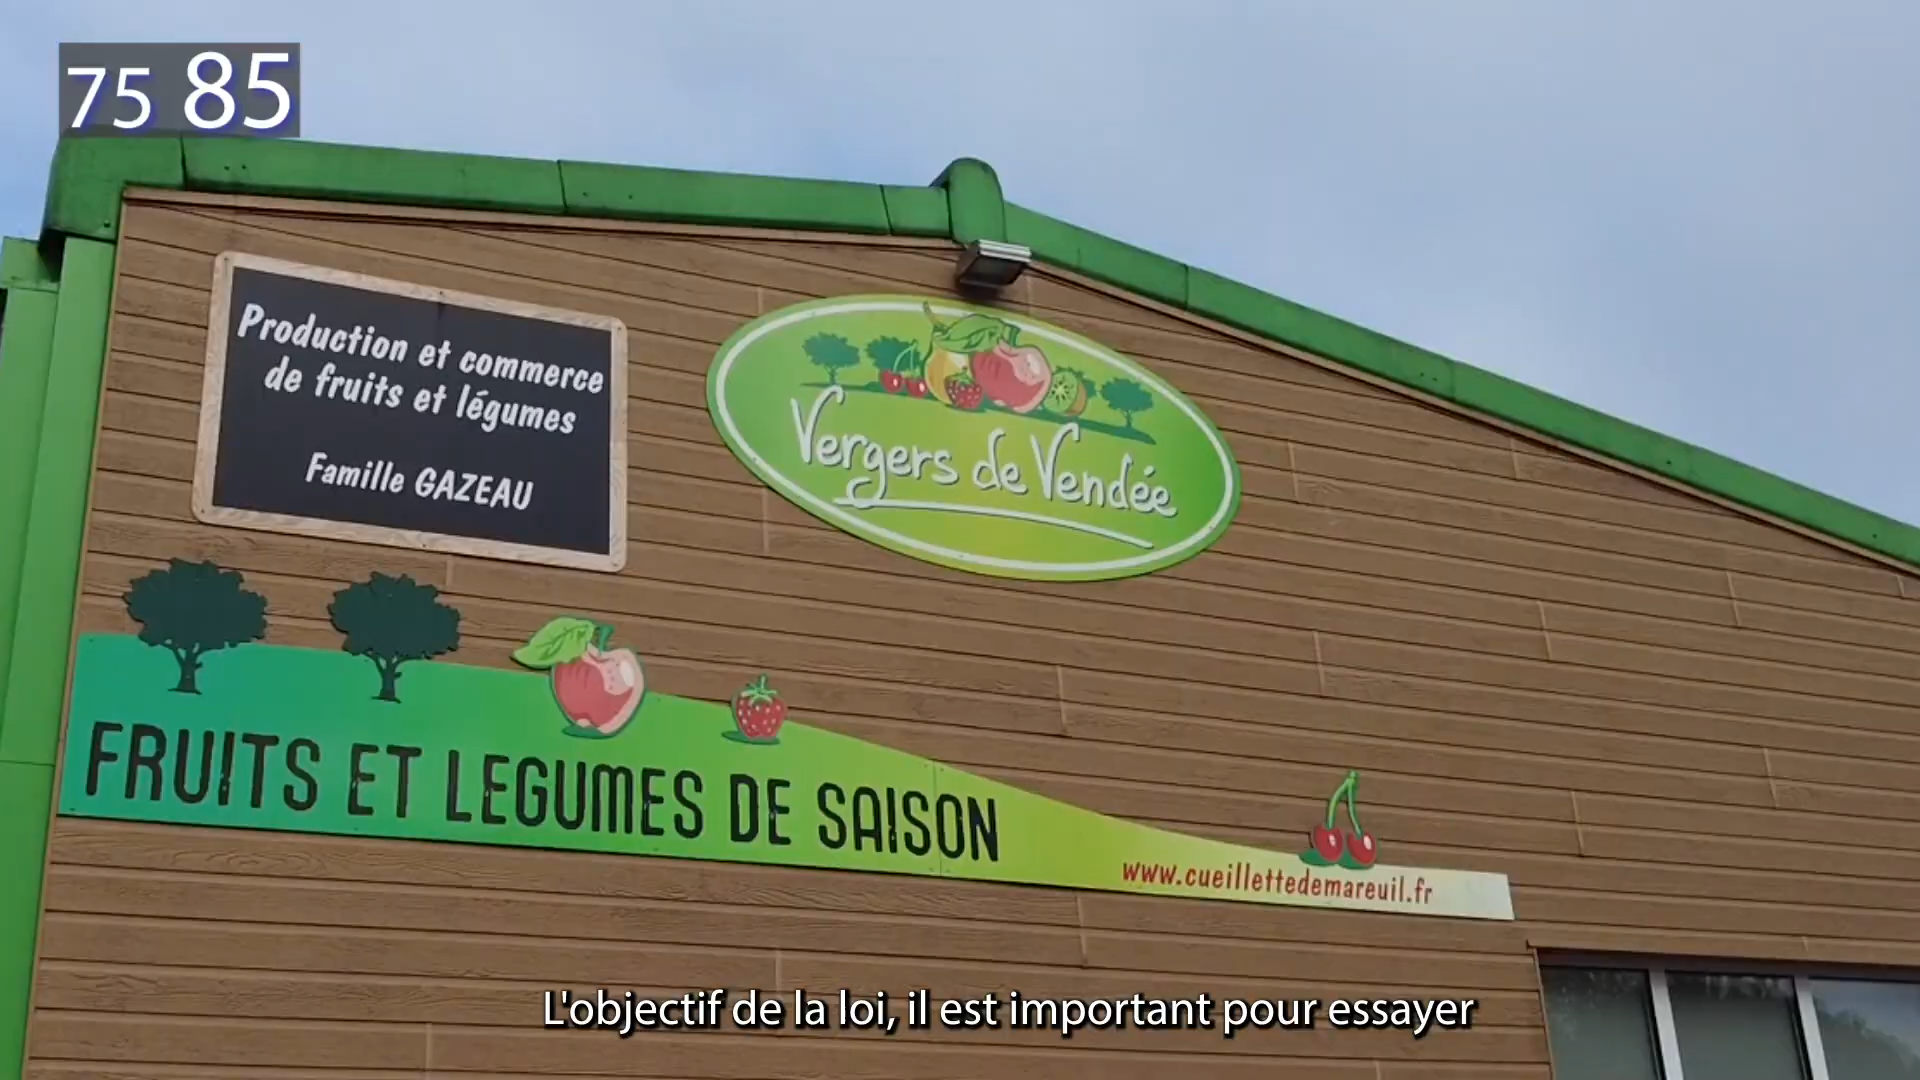 75 85
Production et commerce
de fruits et légumes
Famille GAZEAU
Vergers de Vendée
FRUITS ET LEGUMES DE SAISON
www.cueillettedemareuil.fr
L'objectif de la loi, il est important pour essayer